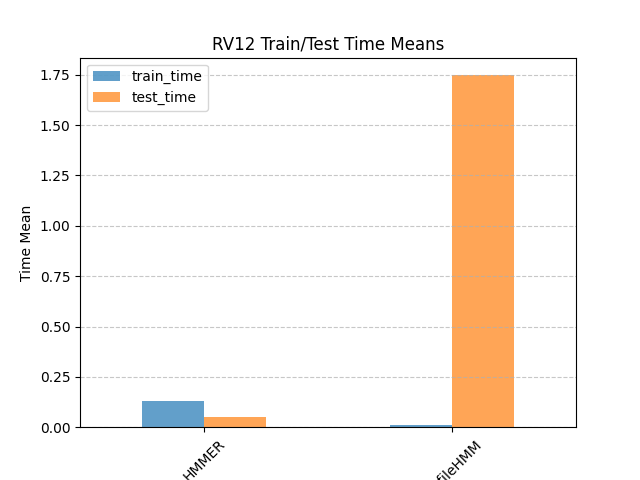 RV12 Train/Test Time Means
train_time
test_time
Time Mean
1.75
1.50
1.25
1.00
0.75
0.50
0.25
0.00
HMMER
fileHMM